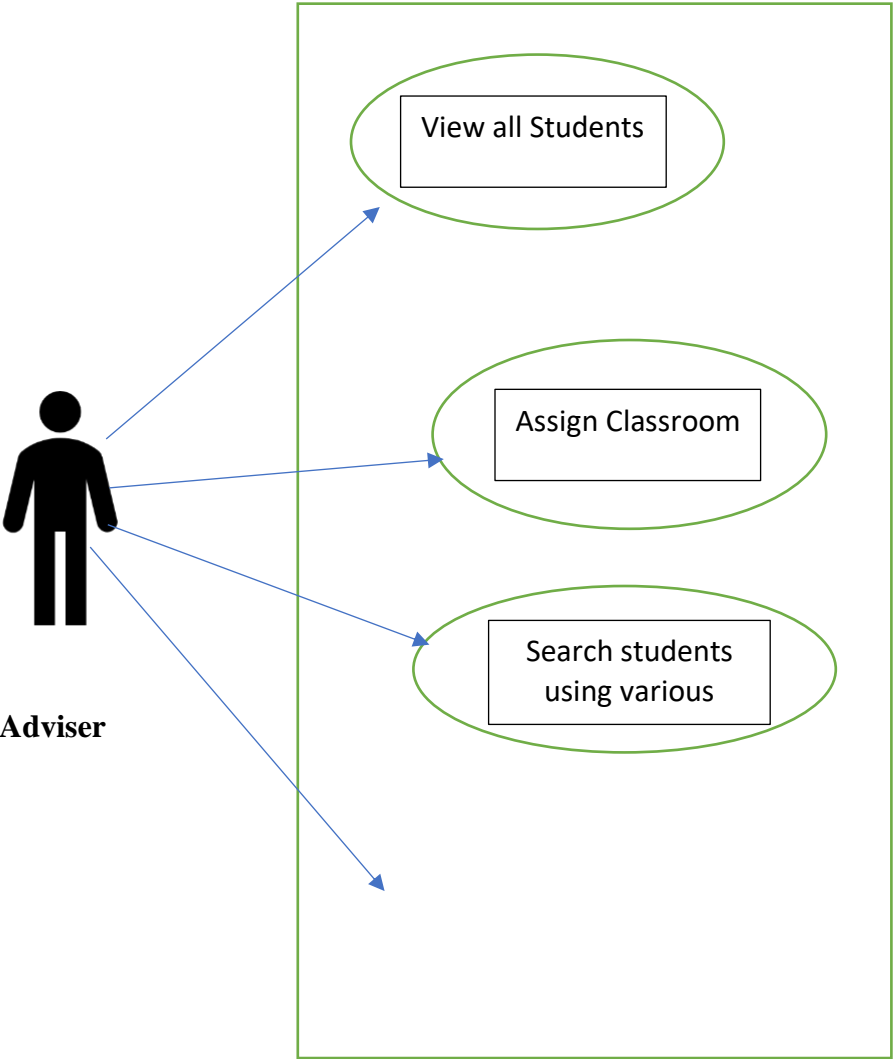 View all Students
Assign Classroom
Search students
using various
Adviser